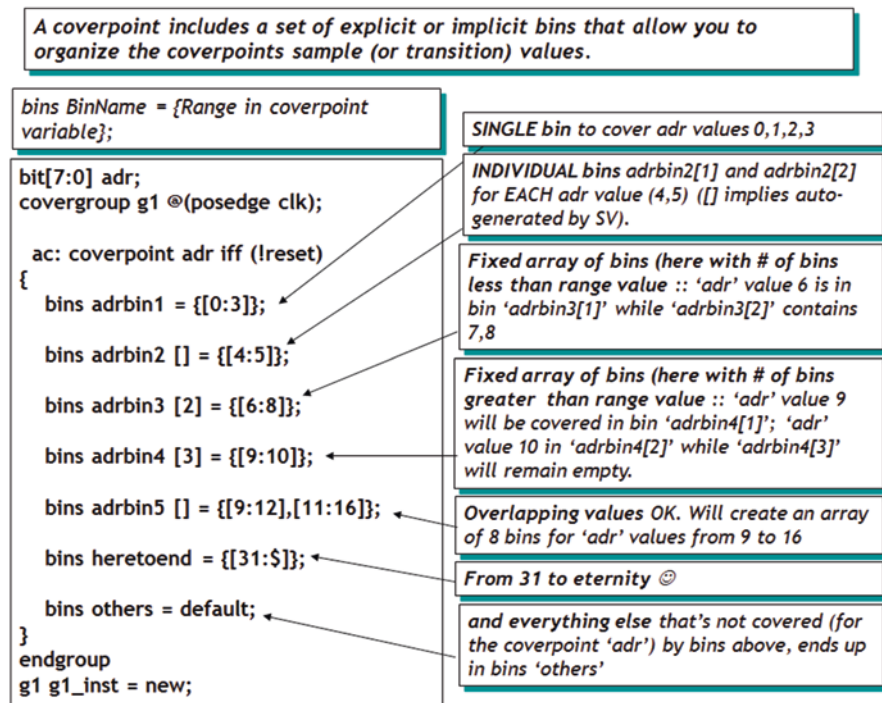 A coverpoint includes a set of explicit or implicit bins that allow you to
organize the coverpoints sample (or transition) values.
bins BinName = {Range in coverpoint
variable};
bit[7:0] adr;
covergroup g1 @(posedge clk);
ac: coverpoint adr iff (!reset)
{
bins adrbin1 = {[0:3]};
bins adrbin2 [] = {[4:5]};
bins adrbin3 [2] = {[6:8]};
bins adrbin4 [3] = {[9:10]};
bins adrbin5 [] = {[9:12],[11:16]};
bins heretoend = {[31:$]};
bins others = default;
}
endgroup
g1 g1_inst = new;
SINGLE bin to cover adr values 0,1,2,3
INDIVIDUAL bins adrbin2[1] and adrbin2[2]
for EACH adr value (4,5) ([] implies auto-
generated by SV).
Fixed array of bins (here with # of bins
less than range value :: ‘adr’ value 6 is in
bin ‘adrbin3[1]’ while ‘adrbin3[2]’ contains
7,8
Fixed array of bins (here with # of bins
greater than range value :: ‘adr’ value 9
will be covered in bin ‘adrbin4[1]’; ‘adr’
value 10 in ‘adrbin4[2]’ while ‘adrbin4[3]’
will remain empty.
Overlapping values OK. Will create an array
of 8 bins for ‘adr’ values from 9 to 16
From 31 to eternity ☺
and everything else that’s not covered (for
the coverpoint ‘adr’) by bins above, ends up
in bins ‘others’